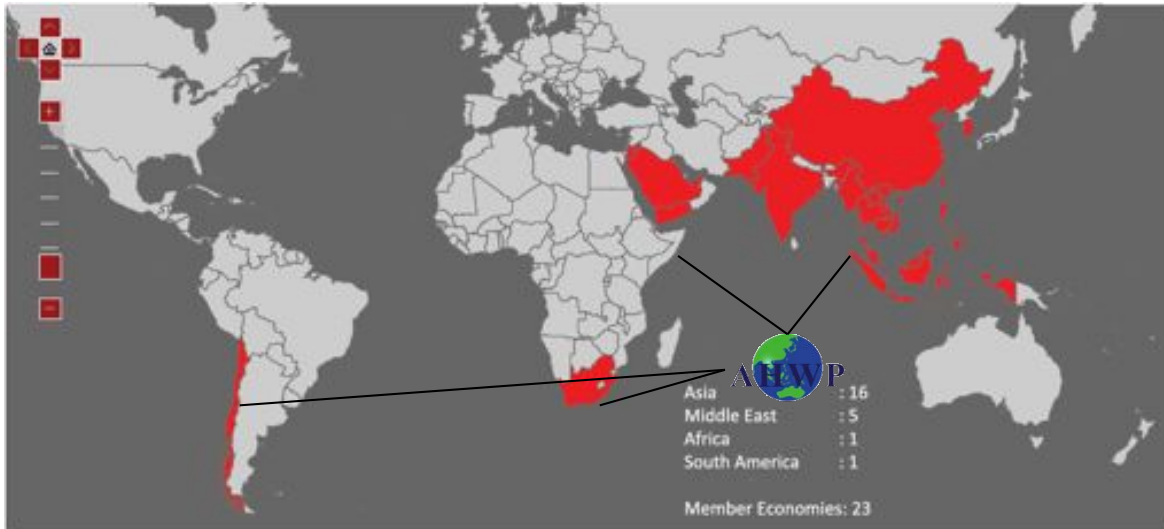 AHWP
Asia : 16
Middle East : 5
Africa : 1
South America : 1
Member Economies: 23